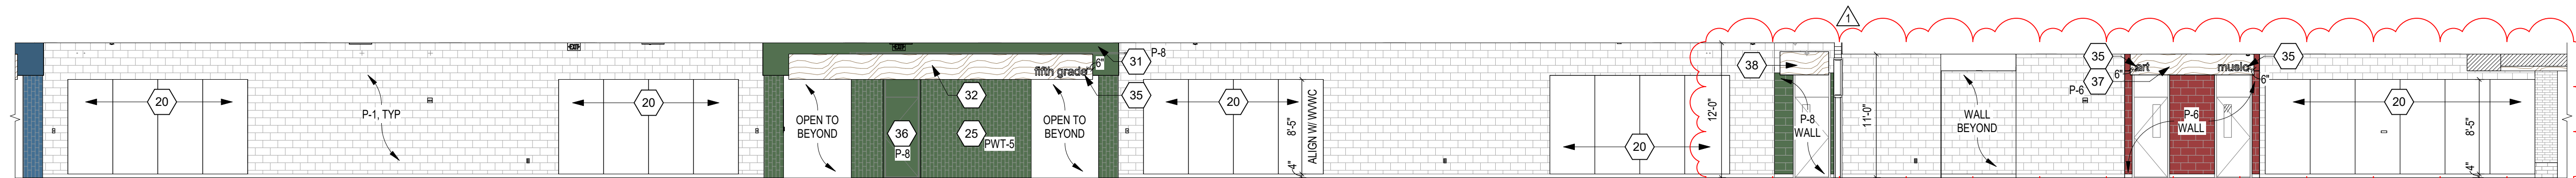 20
P-1, TYP
20
fifth grade
6"
31
P-8
OPEN TO
BEYOND
36
P-8
32
25
PWT-5
OPEN TO
BEYOND
35
20
8'-5"
4"
ALIGN W/ WWC
20
12'-0"
38
P-8
WALL
1
11'-0"
WALL
BEYOND
35
37
6"
P-6
art
music
P-6
WALL
35
6"
20
8'-5"
4"